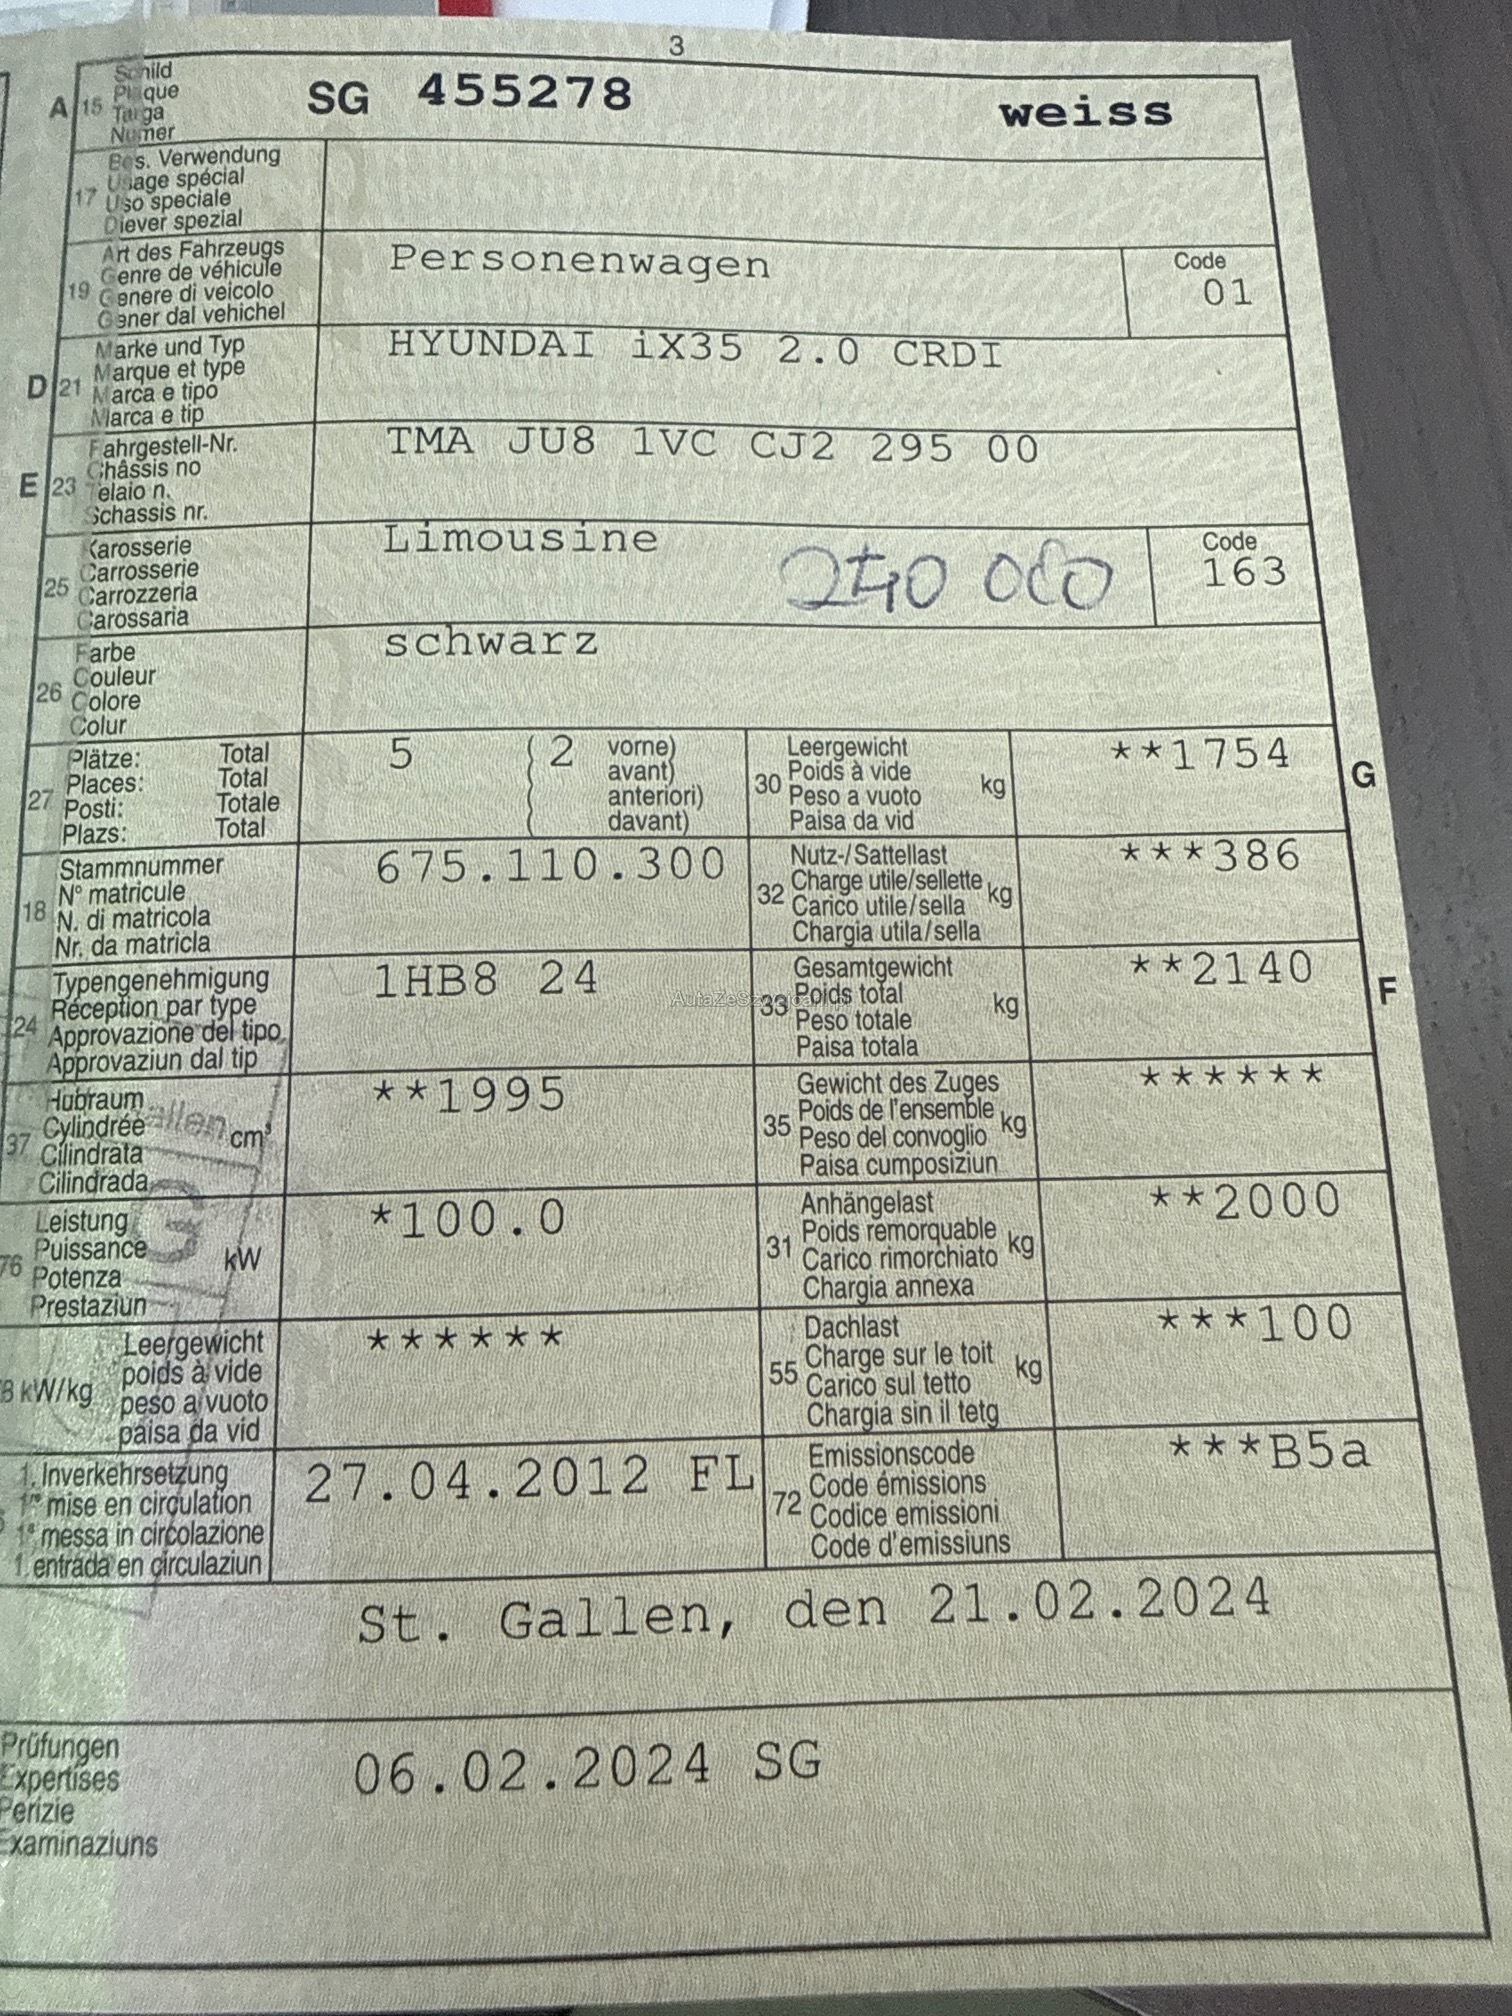 3
A 15 Schild SG 455278 weiss
Plaque
Targa
Numer
17 Bes. Verwendung
Usage spécial
Uso speciale
Diever spezial
19 Art des Fahrzeugs Personenwagen Code
Genre de véhicule 01
Genere di veicolo
Gener dal vehichel
D 21 Marke und Typ HYUNDAI iX35 2.0 CRDI
Marque et type
Marca e tipo
Marca e tip
E 23 Fahrgestell-Nr. TMA JU8 1VC CJ2 295 00
Châssis no
Telaio n.
Schassis nr.
25 Karosserie Limousine Code
Carrosserie 240 000 163
Carrozzeria
Carossaria
26 Farbe schwarz
Couleur
Colore
Colur
27 Plätze: Total 5 (2 vorne) 30 Leergewicht kg **1754 G
Places: Total avant) Poids à vide
Posti: Totale anteriori) Peso a vuoto
Plazs: Total davant) Paisa da vid
18 Stammnummer 675.110.300 32 Nutz-/Sattellast kg ***386
N° matricule Charge utile/sellette
N. di matricola Carico utile/sella
Nr. da matricla Chargia utila/sella
24 Typengenehmigung 1HB8 24 33 Gesamtgewicht kg **2140 F
Réception par type Poids total
Approvazione del tipo Peso totale
Approvaziun dal tip Paisa totala
37 Hubraum cm³ **1995 35 Gewicht des Zuges kg ******
Cylindrée Poids de l'ensemble
Cilindrata Peso del convoglio
Cilindrada Paisa cumposiziun
76 Leistung kW *100.0 31 Anhängelast kg **2000
Puissance Poids remorquable
Potenza Carico rimorchiato
Prestaziun Chargia annexa
kW/kg Leergewicht ****** 55 Dachlast kg ***100
poids à vide Charge sur le toit
peso a vuoto Carico sul tetto
paisa da vid Chargia sin il tetg
1. Inverkehrsetzung 27.04.2012 FL 72 Emissionscode ***B5a
1re mise en circulation Code émissions
1a messa in circolazione Codice emissioni
1. entrada en circulaziun Code d'emissiuns
St. Gallen, den 21.02.2024
Prüfungen 06.02.2024 SG
Expertises
Perizie
Examinaziuns